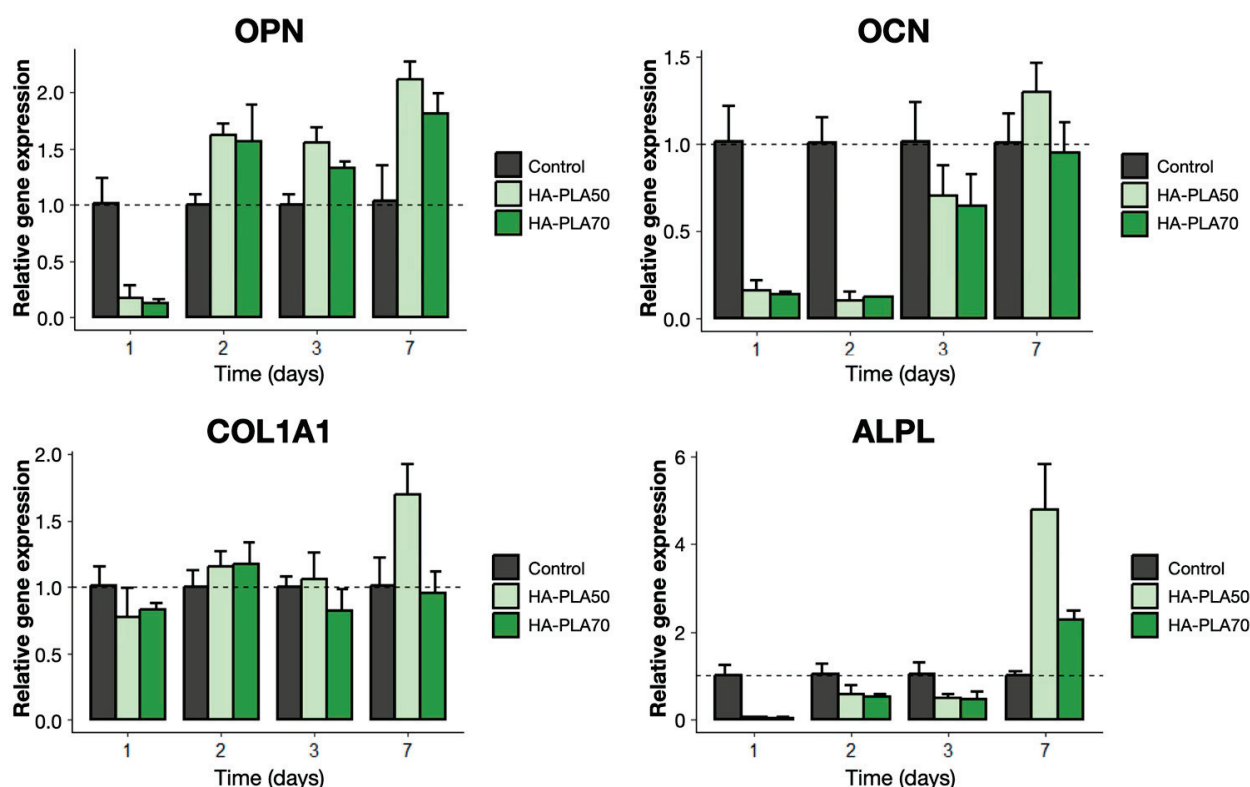 OPN
Relative gene expression
2.0
1.5
1.0
0.5
0.0
1 2 3 7
Time (days)
Control
HA-PLA50
HA-PLA70
OCN
Relative gene expression
1.5
1.0
0.5
0.0
1 2 3 7
Time (days)
Control
HA-PLA50
HA-PLA70
COL1A1
Relative gene expression
2.0
1.5
1.0
0.5
0.0
1 2 3 7
Time (days)
Control
HA-PLA50
HA-PLA70
ALPL
Relative gene expression
6
4
2
0
1 2 3 7
Time (days)
Control
HA-PLA50
HA-PLA70